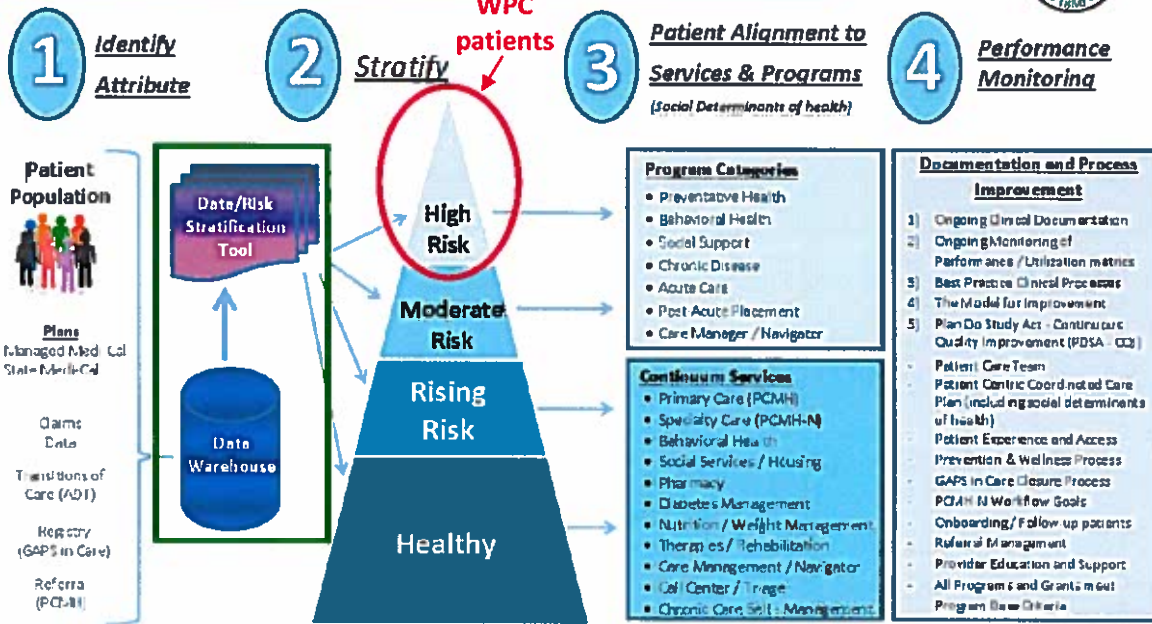 WPC
patients
1
Identify
Attribute
2
Stratify
3
Patient Alignment to
Services & Programs
(Social Determinants of health)
4
Performance
Monitoring
Patient
Population
Plans
Managed Medi-Cal
State Medi-Cal
Claims
Data
Transitions of
Care (ADT)
Registry
(GAPS in Care)
Referral
(PCMH)
Data/Risk
Stratification
Tool
Data
Warehouse
High
Risk
Moderate
Risk
Rising
Risk
Healthy
Program Categories
• Preventative Health
• Behavioral Health
• Social Support
• Chronic Disease
• Acute Care
• Post-Acute Placement
• Care Manager / Navigator
Continuum Services
• Primary Care (PCMH)
• Specialty Care (PCMH-N)
• Behavioral Health
• Social Services / Housing
• Pharmacy
• Diabetes Management
• Nutrition / Weight Management
• Therapies / Rehabilitation
• Care Management / Navigator
• Call Center / Triage
• Chronic Care Self - Management
Documentation and Process
Improvement
1) Ongoing Clinical Documentation
2) Ongoing Monitoring of
Performance / Utilization metrics
3) Best Practice Clinical Processes
4) The Model for Improvement
5) Plan Do Study Act - Continuous
Quality Improvement (PDSA - CQI)
- Patient Care Team
- Patient Centric Coordinated Care
Plan (including social determinants
of health)
- Patient Experience and Access
- Prevention & Wellness Process
- GAPS in Care Closure Process
- PCMH-N Workflow Goals
- Onboarding / Follow-up patients
- Referral Management
- Provider Education and Support
- All Programs and Grants meet
Program Criteria